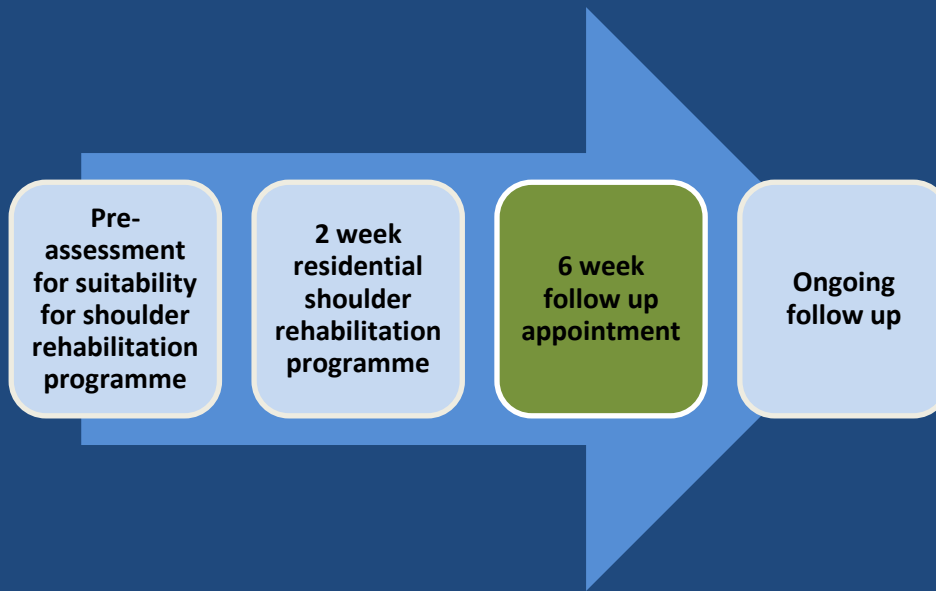 Pre-
assessment
for suitability
for shoulder
rehabilitation
programme
2 week
residential
shoulder
rehabilitation
programme
6 week
follow up
appointment
Ongoing
follow up